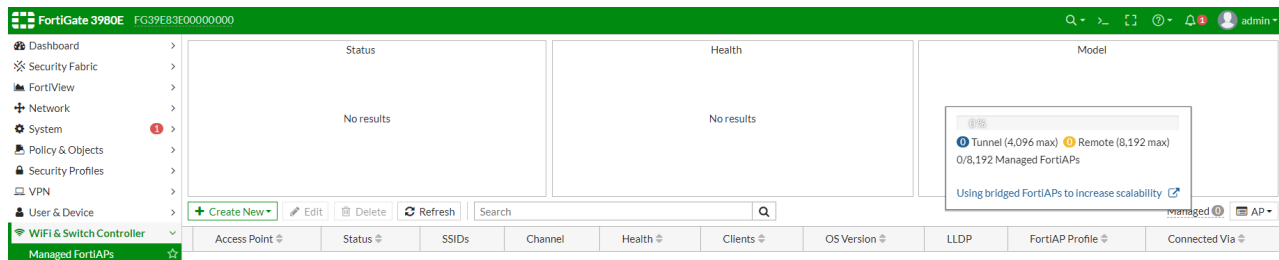 FortiGate 3980E FG39E83E00000000
1 admin
Dashboard
Security Fabric
FortiView
Network
System 1
Policy & Objects
Security Profiles
VPN
User & Device
WiFi & Switch Controller
Managed FortiAPs
Status
No results
Health
No results
Model
0%
0 Tunnel (4,096 max) 0 Remote (8,192 max)
0/8,192 Managed FortiAPs
Using bridged FortiAPs to increase scalability
+ Create New Edit Delete Refresh Search Managed 0 AP
Access Point Status SSIDs Channel Health Clients OS Version LLDP FortiAP Profile Connected Via